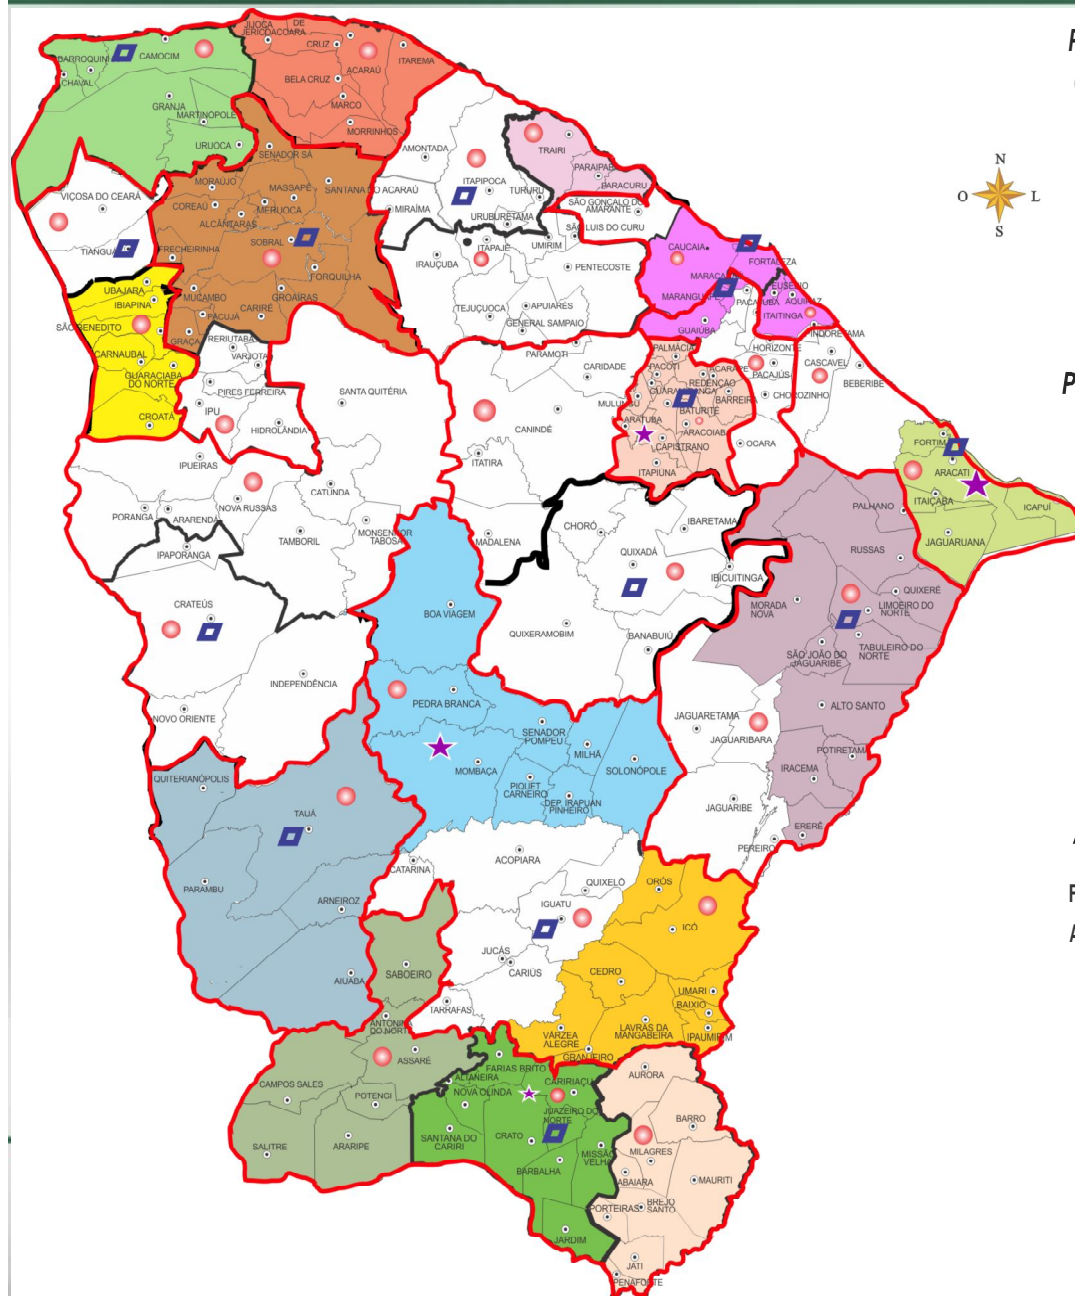 JIJOCA
DE
JERICOACOARA
CRUZ
ACARAÚ
ITAREMA
BARROQUINH
CAMOCIM
CHAVAL
BELA CRUZ
GRANJA
MARCO
MARTINOPOLE
MORRINHOS
URUOCA
SENADOR SÁ
AMONTADA
TRAIRI
N
PARAIPABA
PARACURU
MORAÚJO
MASSAPÊ
SANTANA DO ACARAÚ
ITAPIPOCA
TURURU
VIÇOSA DO CEARÁ
COREAÚ
MERUOCA
ALCÂNTARAS
MIRAÍMA
URUBURETAMA
SÃO GONÇALO DO
AMARANTE
O
L
S
SÃO LUIS DO CURU
TIANGUÁ
FRECHEIRINHA
SOBRAL
FORQUILHA
IRAUÇUBA
ITAPAJÉ
UMIRIM
PENTECOSTE
CAUCAIA
FORTALEZA
MARACANAÚ
UBAJARA
IBIAPINA
MUCAMBO
GROAÍRAS
MARANGUAPE
PACATUBA
EUSÉBIO
AQUIRAZ
ITAITINGA
SÃO BENEDITO
PACUJÁ
CARIRÉ
TEJUÇUOCA
APUIARÉS
GENERAL SAMPAIO
GUAIÚBA
GRAÇA
RERIUTABA
VARJOTA
CARNAUBAL
GUARACIABA
DO NORTE
PARAMOTI
PALMÁCIA
HORIZONTE
CASCAVEL
PACOTI
ACARAPE
REDENÇÃO
PACAJÚS
BEBERIBE
CARIDADE
PIRES FERREIRA
SANTA QUITÉRIA
MULUNGU
BARREIRA
CHOROZINHO
BATURITÉ
IPU
CROATÁ
HIDROLÂNDIA
CANINDÉ
ARATUBA
ARACOIABA
CAPISTRANO
OCARA
FORTIM
IPUEIRAS
ITATIRA
ITAPIUNA
ARACATI
CATUNDA
NOVA RUSSAS
ITAIÇABA
PORANGA
ARARENDA
PALHANO
ICAPUÍ
TAMBORIL
MONSENHOR
TABOSA
MADALENA
CHORÓ
IBARETAMA
JAGUARUANA
IPAPORANGA
QUIXADÁ
RUSSAS
IBICUITINGA
CRATEÚS
BOA VIAGEM
QUIXERÉ
MORADA
NOVA
LIMOEIRO DO
NORTE
QUIXERAMOBIM
BANABUIÚ
TABULEIRO DO
NORTE
SÃO JOÃO DO
JAGUARIBE
INDEPENDÊNCIA
NOVO ORIENTE
PEDRA BRANCA
ALTO SANTO
JAGUARETAMA
SENADOR
POMPEU
JAGUARIBARA
MILHÃ
POTIRETAMA
SOLONÓPOLE
MOMBAÇA
IRACEMA
QUITERIANÓPOLIS
PIQUET
CARNEIRO
DEP. IRAPUAN
PINHEIRO
JAGUARIBE
TAUÁ
ERERÊ
PEREIRO
ACOPIARA
CATARINA
PARAMBU
QUIXELÔ
ORÓS
ARNEIROZ
IGUATU
ICÓ
JUCÁS
CARIÚS
SABOEIRO
CEDRO
AIUABA
UMARI
BAIXIO
TARRAFAS
ANTONINA
DO NORTE
VÁRZEA
ALEGRE
LAVRAS DA
MANGABEIRA
IPAUMIRIM
GRANJEIRO
ASSARÉ
FARIAS BRITO
AURORA
ALTANEIRA
CARIRIAÇU
CAMPOS SALES
NOVA OLINDA
POTENGI
JUAZEIRO DO
NORTE
BARRO
SANTANA DO
CARIRI
CRATO
SALITRE
ARARIPE
MISSÃO
VELHA
MILAGRES
BARBALHA
ABAIARA
MAURITI
PORTEIRAS
BREJO
SANTO
JARDIM
JATI
PENAFORTE